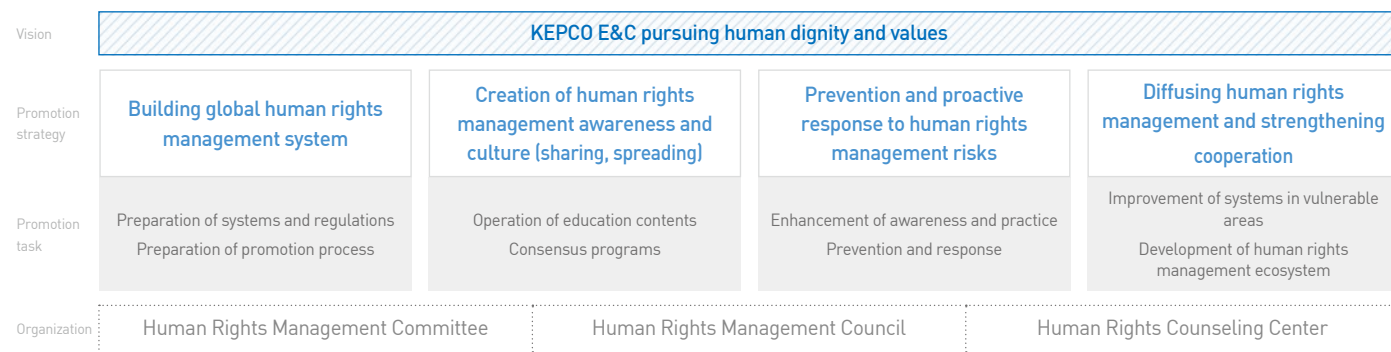 Vision
KEPCO E&C pursuing human dignity and values
Promotion
strategy
Building global human rights
management system
Creation of human rights
management awareness and
culture (sharing, spreading)
Prevention and proactive
response to human rights
management risks
Diffusing human rights
management and strengthening
cooperation
Promotion
task
Preparation of systems and regulations
Preparation of promotion process
Operation of education contents
Consensus programs
Enhancement of awareness and practice
Prevention and response
Improvement of systems in vulnerable
areas
Development of human rights
management ecosystem
Organization
Human Rights Management Committee
Human Rights Management Council
Human Rights Counseling Center